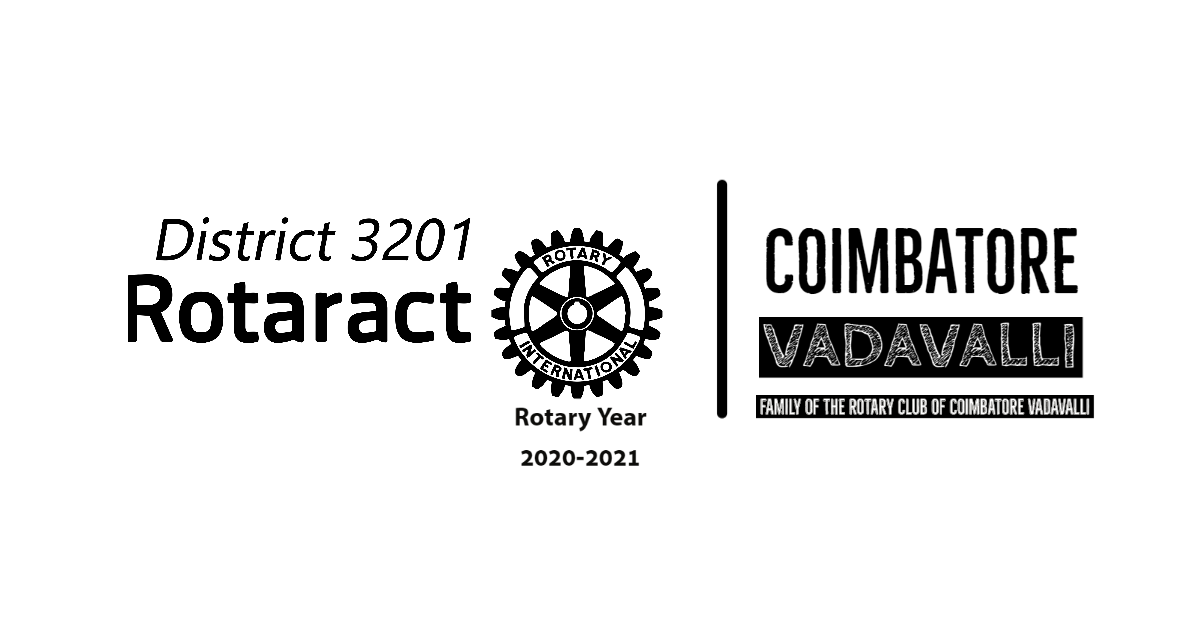 District 3201
Rotaract
ROTARY
INTERNATIONAL
Rotary Year
2020-2021
COIMBATORE
VADAVALLI
FAMILY OF THE ROTARY CLUB OF COIMBATORE VADAVALLI